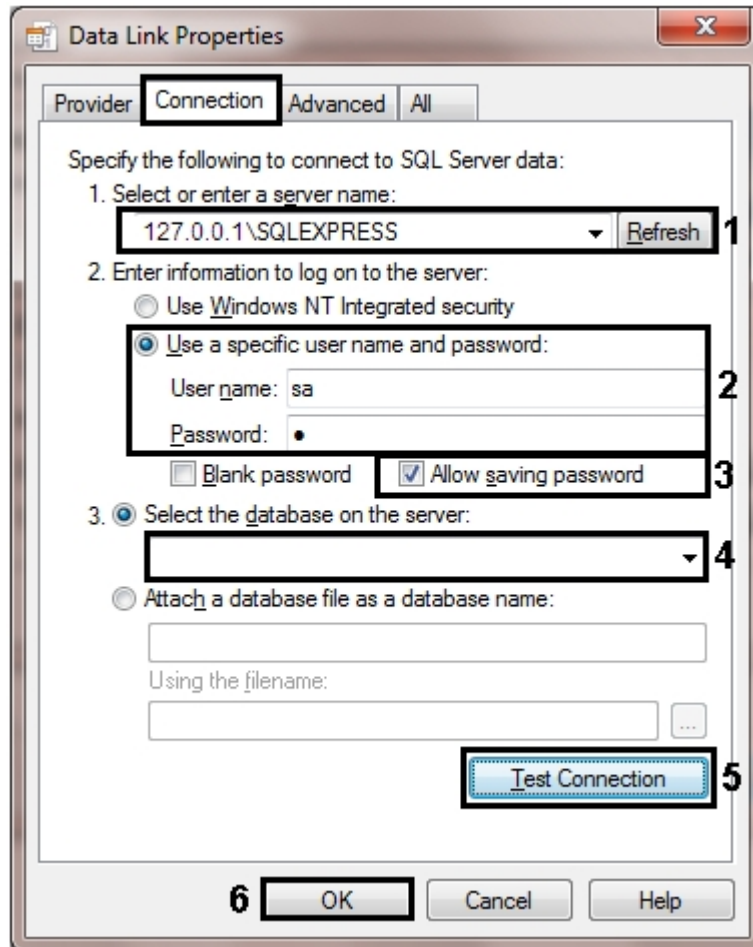 Data Link Properties
Provider Connection Advanced All
Specify the following to connect to SQL Server data:
1. Select or enter a server name:
127.0.0.1\SQLEXPRESS Refresh 1
2. Enter information to log on to the server:
Use Windows NT Integrated security
Use a specific user name and password:
User name: sa 2
Password: •
Blank password Allow saving password 3
3. Select the database on the server:
4
Attach a database file as a database name:
Using the filename:
...
Test Connection 5
6 OK Cancel Help